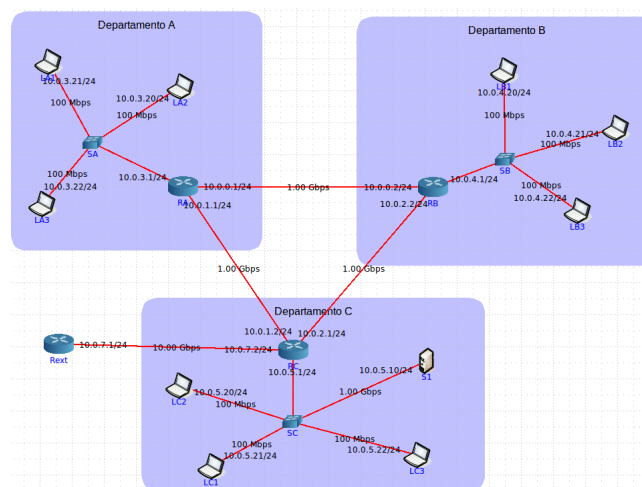 Departamento A
LA1
10.0.3.21/24
100 Mbps
10.0.3.20/24
LA2
100 Mbps
SA
100 Mbps
10.0.3.22/24
LA3
10.0.3.1/24
RA
10.0.0.1/24
10.0.1.1/24
1.00 Gbps
Departamento B
LB1
10.0.4.20/24
100 Mbps
10.0.4.21/24
100 Mbps
LB2
SB
10.0.4.1/24
10.0.0.2/24
RB
10.0.2.2/24
100 Mbps
10.0.4.22/24
LB3
1.00 Gbps
1.00 Gbps
Departamento C
10.0.1.2/24
10.0.2.1/24
Rext
10.0.7.1/24
10.00 Gbps
10.0.7.2/24
RC
10.0.5.1/24
10.0.5.10/24
S1
1.00 Gbps
LC2
10.0.5.20/24
100 Mbps
SC
100 Mbps
10.0.5.21/24
LC1
100 Mbps
10.0.5.22/24
LC3